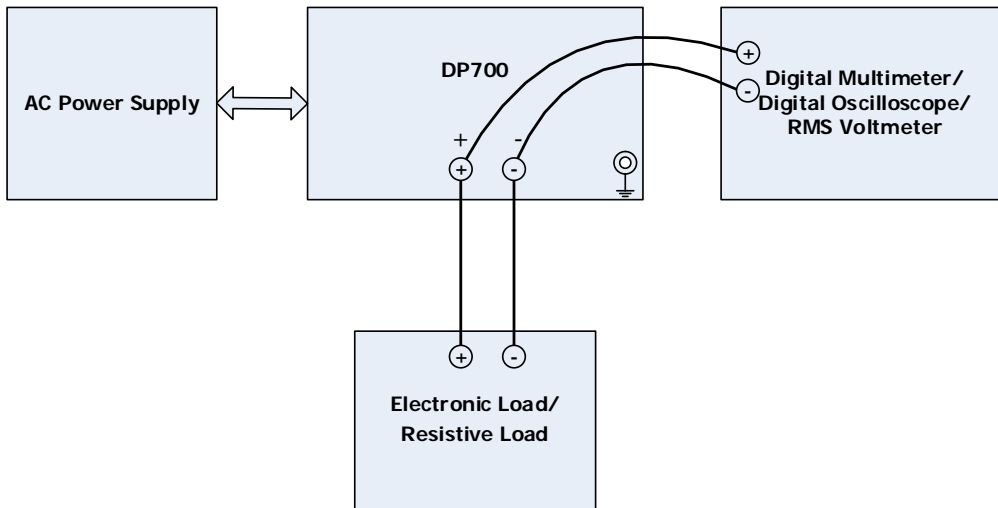 AC Power Supply
DP700
+ -
+ -
+
-
Digital Multimeter/
Digital Oscilloscope/
RMS Voltmeter
+ -
Electronic Load/
Resistive Load